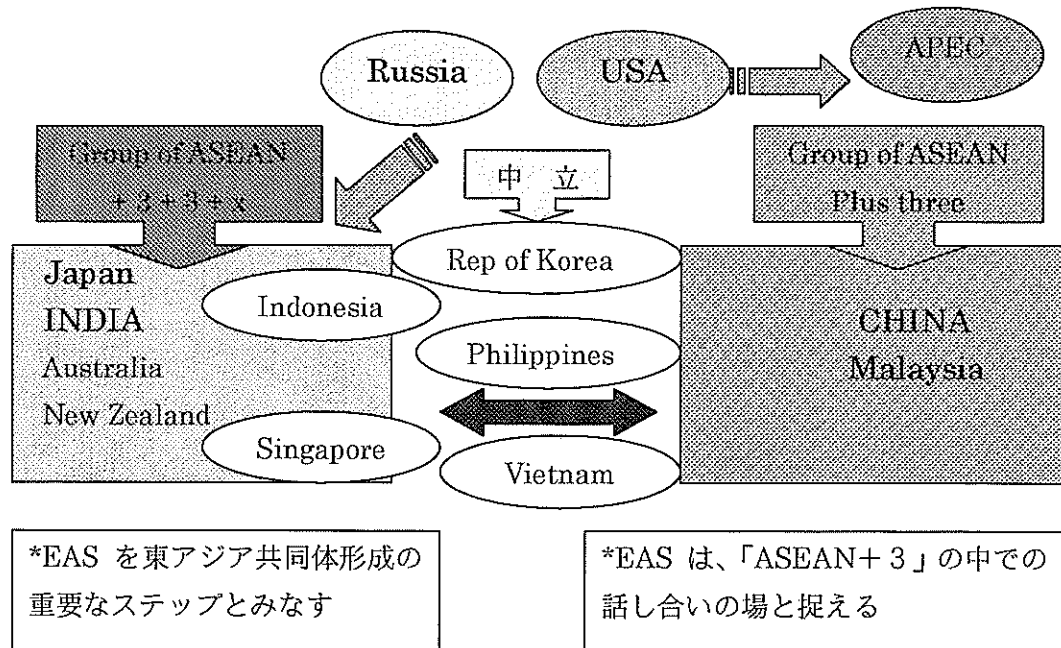 Russia
USA
APEC
Group of ASEAN
+ 3 + 3 + x
中 立
Group of ASEAN
Plus three
Japan
INDIA
Australia
New Zealand
Indonesia
Singapore
Rep of Korea
Philippines
Vietnam
CHINA
Malaysia
*EAS を東アジア共同体形成の
重要なステップとみなす
*EAS は、「ASEAN＋３」の中での
話し合いの場と捉える